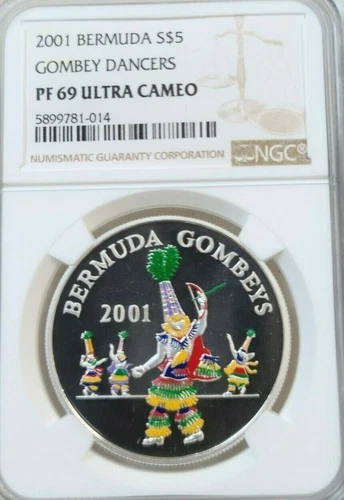 2001 BERMUDA S$5
GOMBEY DANCERS
PF 69 ULTRA CAMEO
5899781-014
NUMISMATIC GUARANTY CORPORATION
NGC®
BERMUDA GOMBEYS
2001